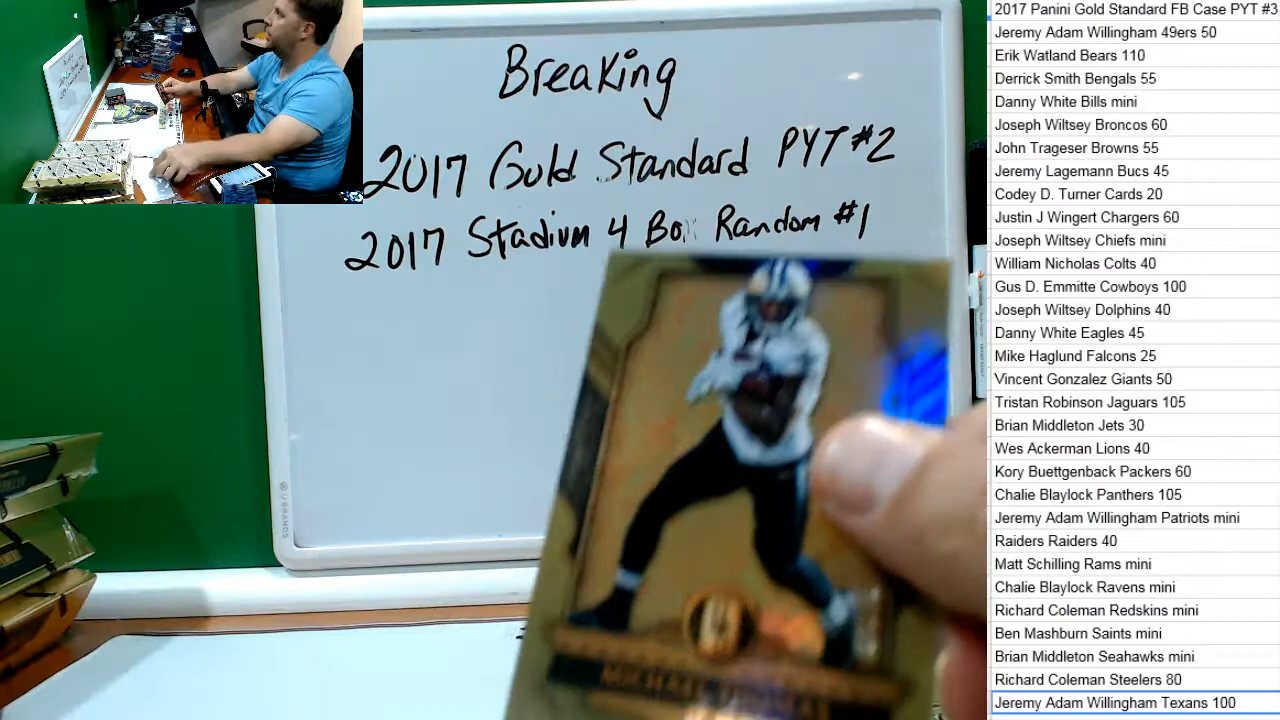 Breaking
2017 Gold Standard PYT #2
2017 Stadium 4 Box Random #1
MICHAEL
2017 Panini Gold Standard FB Case PYT #3
Jeremy Adam Willingham 49ers 50
Erik Watland Bears 110
Derrick Smith Bengals 55
Danny White Bills mini
Joseph Wiltsey Broncos 60
John Trageser Browns 55
Jeremy Lagemann Bucs 45
Codey D. Turner Cards 20
Justin J Wingert Chargers 60
Joseph Wiltsey Chiefs mini
William Nicholas Colts 40
Gus D. Emmitte Cowboys 100
Joseph Wiltsey Dolphins 40
Danny White Eagles 45
Mike Haglund Falcons 25
Vincent Gonzalez Giants 50
Tristan Robinson Jaguars 105
Brian Middleton Jets 30
Wes Ackerman Lions 40
Kory Buettgenback Packers 60
Chalie Blaylock Panthers 105
Jeremy Adam Willingham Patriots mini
Raiders Raiders 40
Matt Schilling Rams mini
Chalie Blaylock Ravens mini
Richard Coleman Redskins mini
Ben Mashburn Saints mini
Brian Middleton Seahawks mini
Richard Coleman Steelers 80
Jeremy Adam Willingham Texans 100